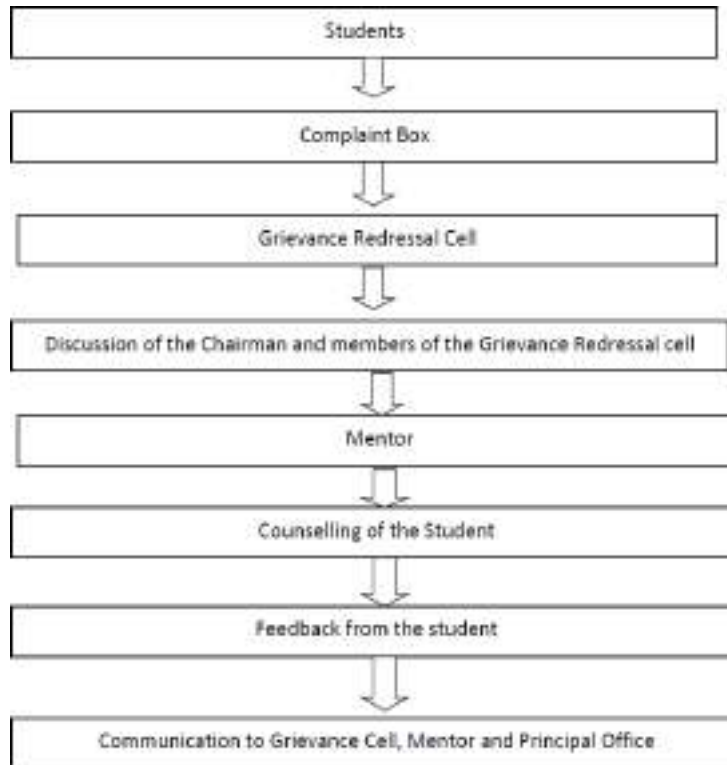 Students
Complaint Box
Grievance Redressal Cell
Discussion of the Chairman and members of the Grievance Redressal cell
Mentor
Counselling of the Student
Feedback from the student
Communication to Grievance Cell, Mentor and Principal Office